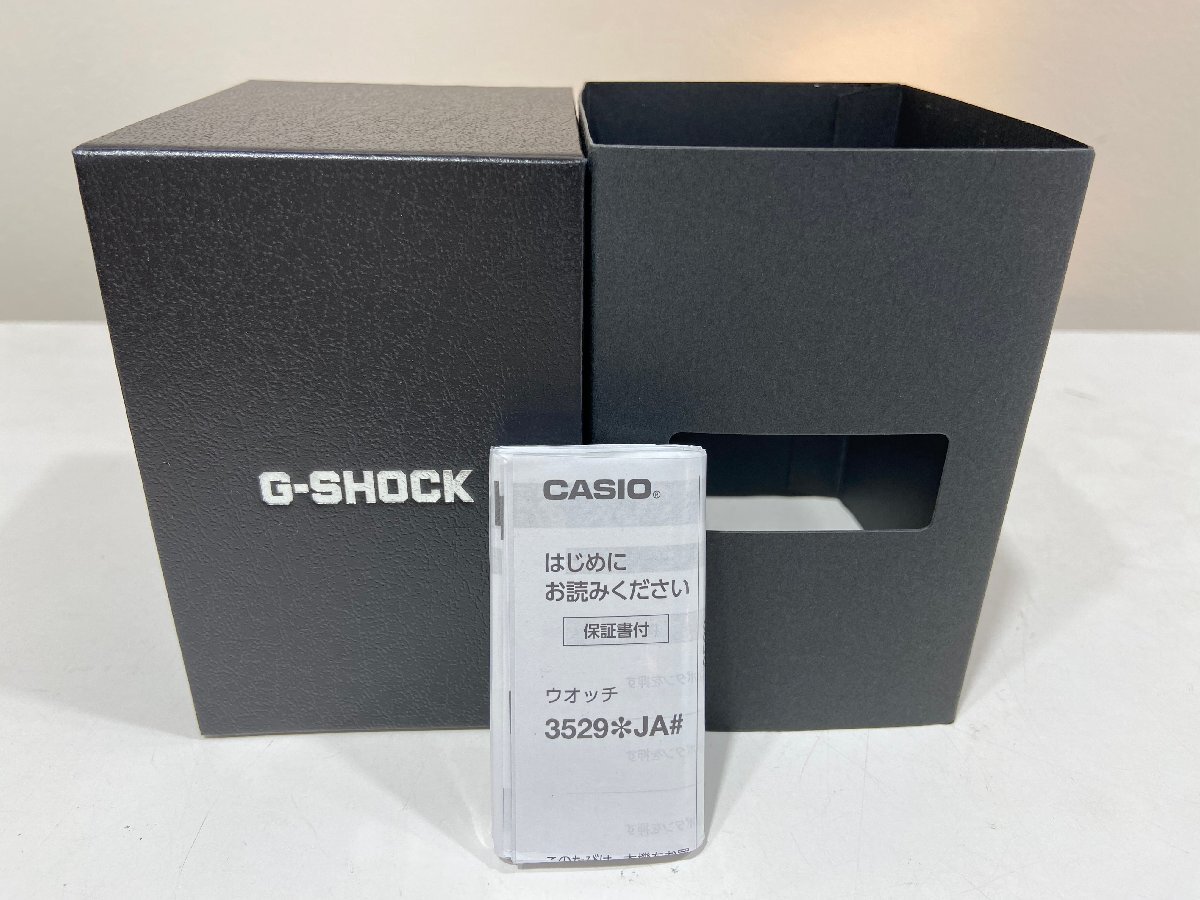 G-SHOCK
CASIO®
はじめに
お読みください
保証書付
ウオッチ
3529✽JA#